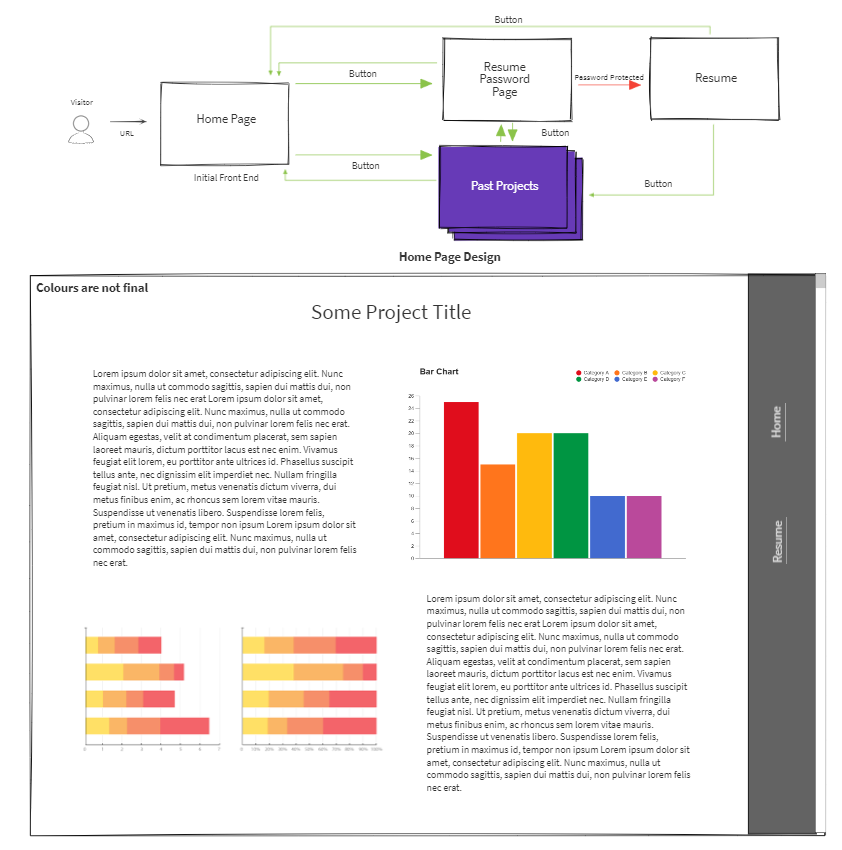 Button
Resume
Password
Page
Password Protected
Resume
Button
Visitor
URL
Home Page
Initial Front End
Button
Button
Past Projects
Button
Home Page Design
Colours are not final
Some Project Title
Lorem ipsum dolor sit amet, consectetur adipiscing elit. Nunc
maximus, nulla ut commodo sagittis, sapien dui mattis dui, non
pulvinar lorem felis nec erat Lorem ipsum dolor sit amet,
consectetur adipiscing elit. Nunc maximus, nulla ut commodo
sagittis, sapien dui mattis dui, non pulvinar lorem felis nec erat.
Aliquam egestas, velit at condimentum placerat, sem sapien
laoreet mauris, dictum porttitor lacus est nec enim. Vivamus
feugiat elit lorem, eu porttitor ante ultrices id. Phasellus suscipit
tellus ante, nec dignissim elit imperdiet nec. Nullam fringilla
feugiat nisl. Ut pretium, metus venenatis dictum viverra, dui
metus finibus enim, ac rhoncus sem lorem vitae mauris.
Suspendisse ut venenatis libero. Suspendisse lorem felis,
pretium in maximus id, tempor non ipsum Lorem ipsum dolor sit
amet, consectetur adipiscing elit. Nunc maximus, nulla ut
commodo sagittis, sapien dui mattis dui, non pulvinar lorem felis
nec erat.
Bar Chart
Category A Category B Category C
Category D Category E Category F
26
24
22
20
18
16
14
12
10
8
6
4
2
0
Home
Resume
Lorem ipsum dolor sit amet, consectetur adipiscing elit. Nunc
maximus, nulla ut commodo sagittis, sapien dui mattis dui, non
pulvinar lorem felis nec erat Lorem ipsum dolor sit amet,
consectetur adipiscing elit. Nunc maximus, nulla ut commodo
sagittis, sapien dui mattis dui, non pulvinar lorem felis nec erat.
Aliquam egestas, velit at condimentum placerat, sem sapien
laoreet mauris, dictum porttitor lacus est nec enim. Vivamus
feugiat elit lorem, eu porttitor ante ultrices id. Phasellus suscipit
tellus ante, nec dignissim elit imperdiet nec. Nullam fringilla
feugiat nisl. Ut pretium, metus venenatis dictum viverra, dui
metus finibus enim, ac rhoncus sem lorem vitae mauris.
Suspendisse ut venenatis libero. Suspendisse lorem felis,
pretium in maximus id, tempor non ipsum Lorem ipsum dolor sit
amet, consectetur adipiscing elit. Nunc maximus, nulla ut
commodo sagittis, sapien dui mattis dui, non pulvinar lorem felis
nec erat.
0 1 2 3 4 5 6 7
0 10% 20% 30% 40% 50% 60% 70% 80% 90% 100%